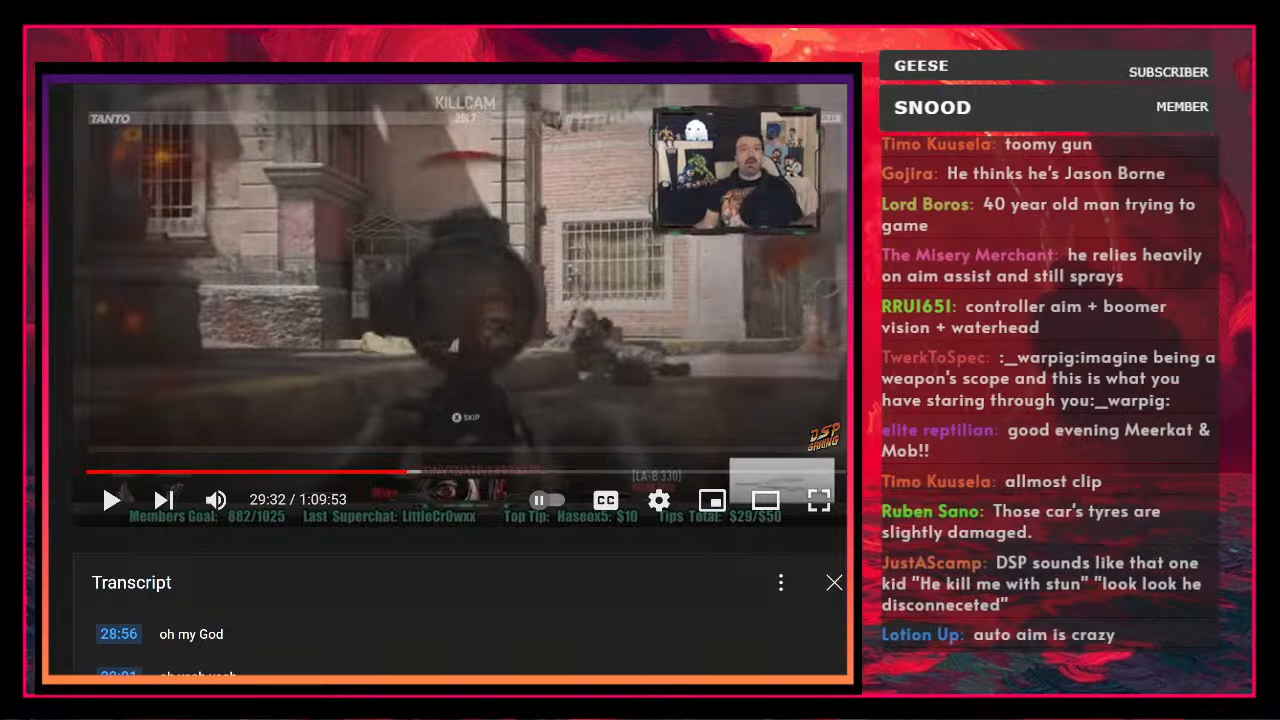 GEESE
SUBSCRIBER
SNOOD
MEMBER
KILLCAM
TANTO
SKIP
DSP
GAMING
[LA-B 330]
29:32 / 1:09:53
CC
Members Goal: 882/1025
Last Superchat: LittleCr0wxx
Top Tip: Haseox5: $10
Tips Total: $29/$50
Transcript
28:56
oh my God
Timo Kuusela: toomy gun
Gojira: He thinks he's Jason Borne
Lord Boros: 40 year old man trying to
game
The Misery Merchant: he relies heavily
on aim assist and still sprays
RRU1651: controller aim + boomer
vision + waterhead
TwerkToSpec: :_warpig:imagine being a
weapon's scope and this is what you
have staring through you:_warpig:
elite reptilian: good evening Meerkat &
Mob!!
Timo Kuusela: allmost clip
Ruben Sano: Those car's tyres are
slightly damaged.
JustAScamp: DSP sounds like that one
kid "He kill me with stun" "look look he
disconneceted"
Lotion Up: auto aim is crazy